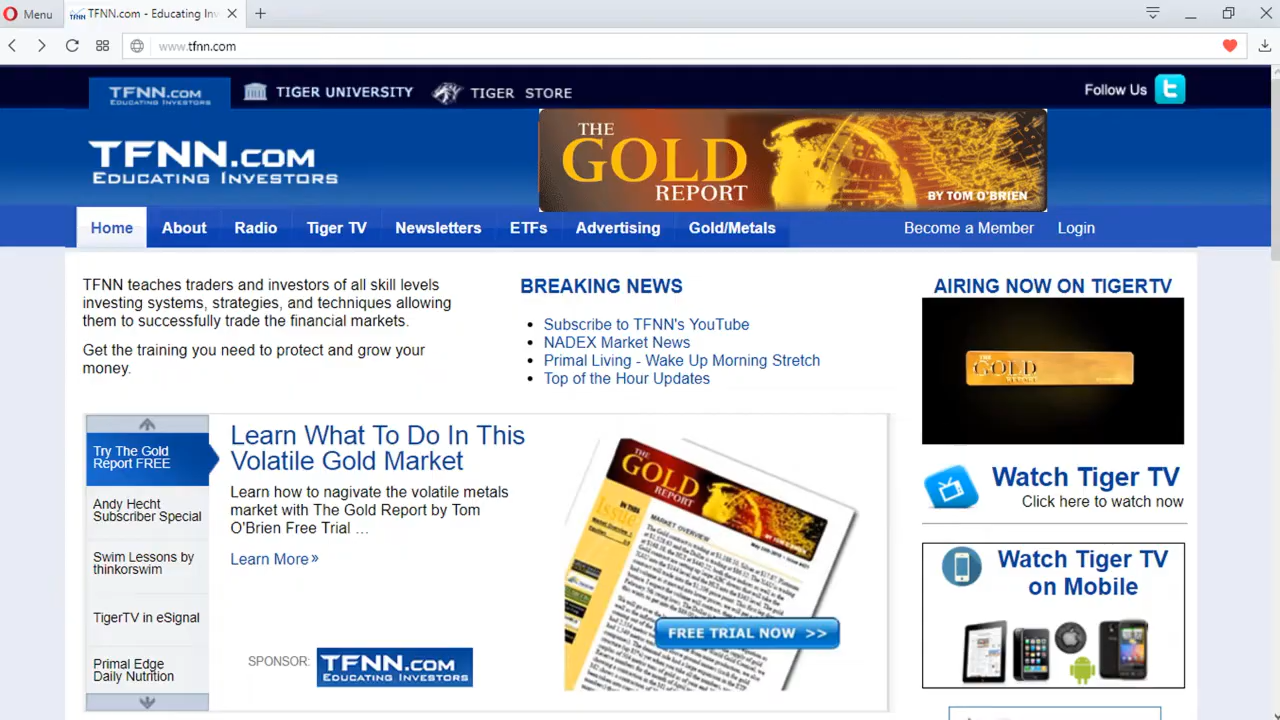 Menu
TFNN.com - Educating Inv
www.tfnn.com
TFNN.COM
EDUCATING INVESTORS
TIGER UNIVERSITY
TIGER STORE
Follow Us
TFNN.COM
EDUCATING INVESTORS
THE
GOLD
REPORT
BY TOM O'BRIEN
Home
About
Radio
Tiger TV
Newsletters
ETFs
Advertising
Gold/Metals
Become a Member
Login
TFNN teaches traders and investors of all skill levels
investing systems, strategies, and techniques allowing
them to successfully trade the financial markets.
Get the training you need to protect and grow your
money.
BREAKING NEWS
Subscribe to TFNN's YouTube
NADEX Market News
Primal Living - Wake Up Morning Stretch
Top of the Hour Updates
AIRING NOW ON TIGERTV
THE
GOLD
REPORT
Watch Tiger TV
Click here to watch now
Watch Tiger TV
on Mobile
Try The Gold
Report FREE
Andy Hecht
Subscriber Special
Swim Lessons by
thinkorswim
TigerTV in eSignal
Primal Edge
Daily Nutrition
Learn What To Do In This
Volatile Gold Market
Learn how to nagivate the volatile metals
market with The Gold Report by Tom
O'Brien Free Trial …
Learn More »
SPONSOR:
TFNN.COM
EDUCATING INVESTORS
THE
GOLD
REPORT
MARKET OVERVIEW
FREE TRIAL NOW >>